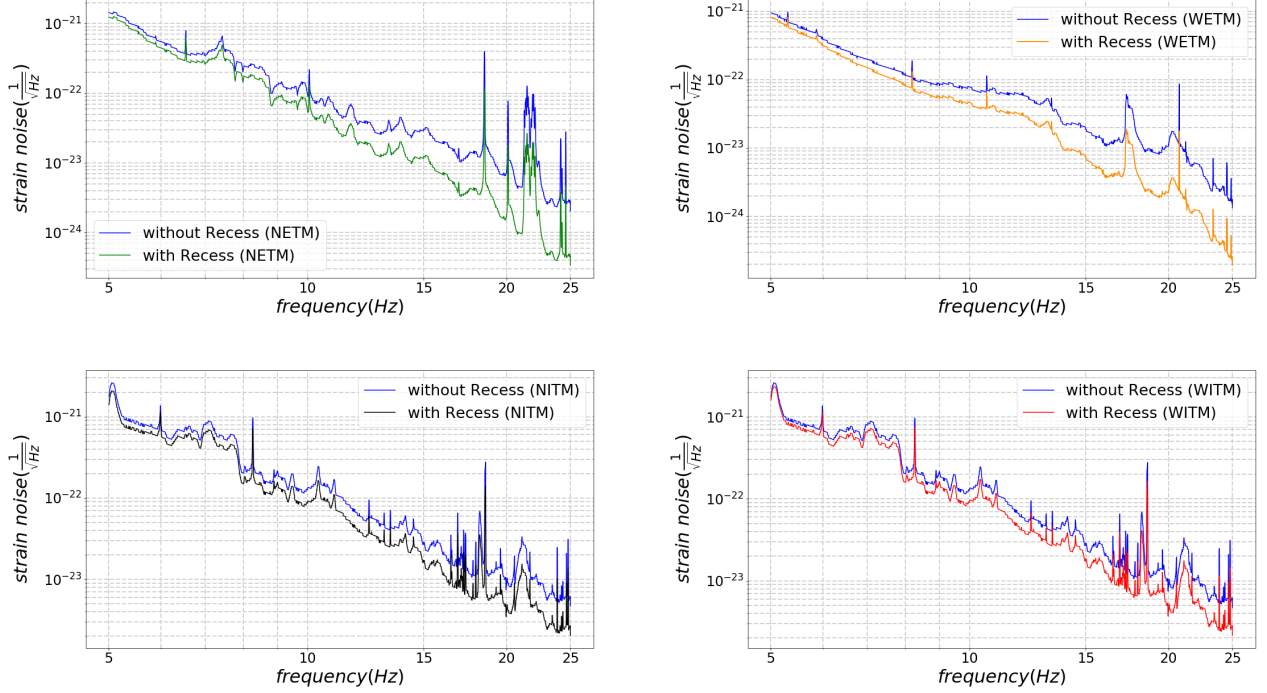 10⁻²¹
10⁻²²
10⁻²³
10⁻²⁴
strain noise(1/√Hz)
without Recess (NETM)
with Recess (NETM)
5 10 15 20 25
frequency(Hz)
10⁻²¹
10⁻²²
10⁻²³
10⁻²⁴
strain noise(1/√Hz)
without Recess (WETM)
with Recess (WETM)
5 10 15 20 25
frequency(Hz)
10⁻²¹
10⁻²²
10⁻²³
strain noise(1/√Hz)
without Recess (NITM)
with Recess (NITM)
5 10 15 20 25
frequency(Hz)
10⁻²¹
10⁻²²
10⁻²³
strain noise(1/√Hz)
without Recess (WITM)
with Recess (WITM)
5 10 15 20 25
frequency(Hz)